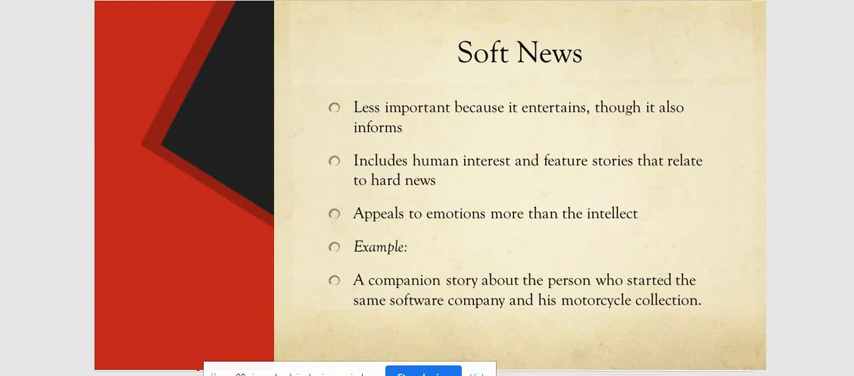 Soft News
Less important because it entertains, though it also
informs
Includes human interest and feature stories that relate
to hard news
Appeals to emotions more than the intellect
Example:
A companion story about the person who started the
same software company and his motorcycle collection.